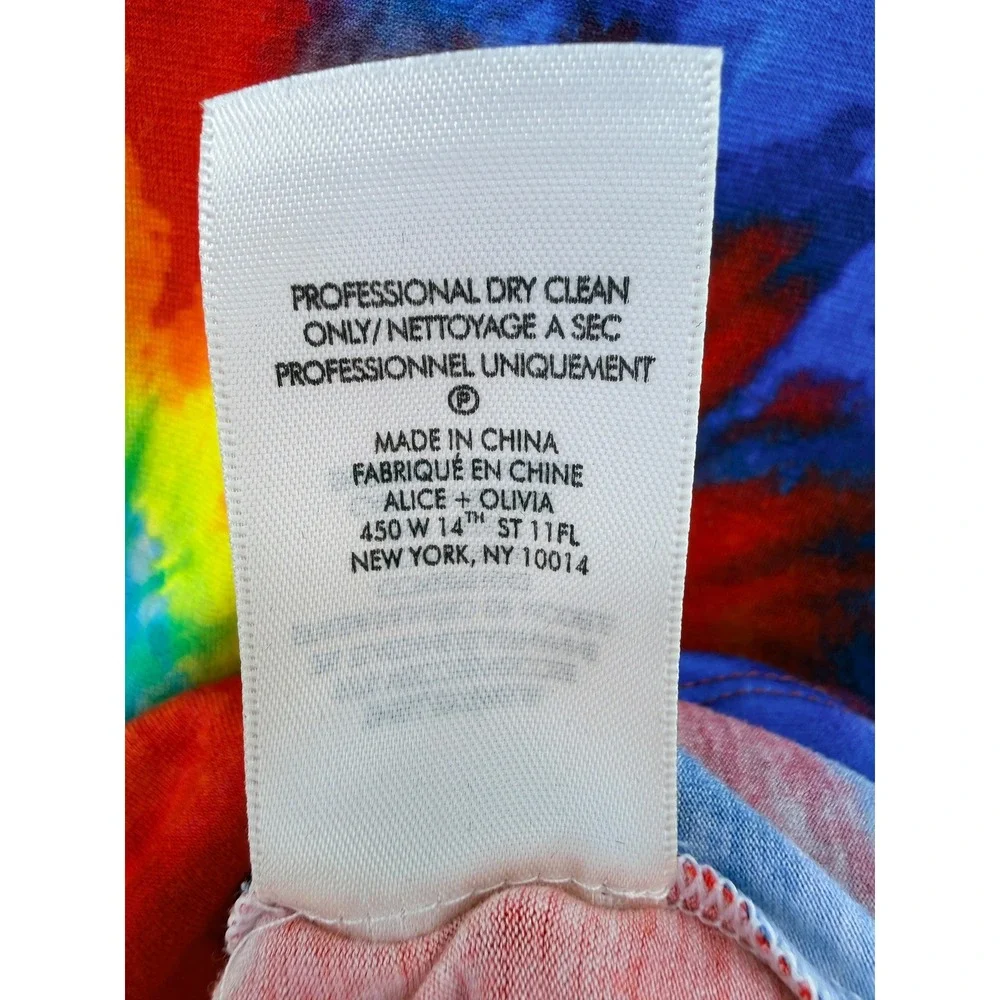 PROFESSIONAL DRY CLEAN
ONLY/ NETTOYAGE A SEC
PROFESSIONNEL UNIQUEMENT
Ⓟ
MADE IN CHINA
FABRIQUÉ EN CHINE
ALICE + OLIVIA
450 W 14TH ST 11FL
NEW YORK, NY 10014